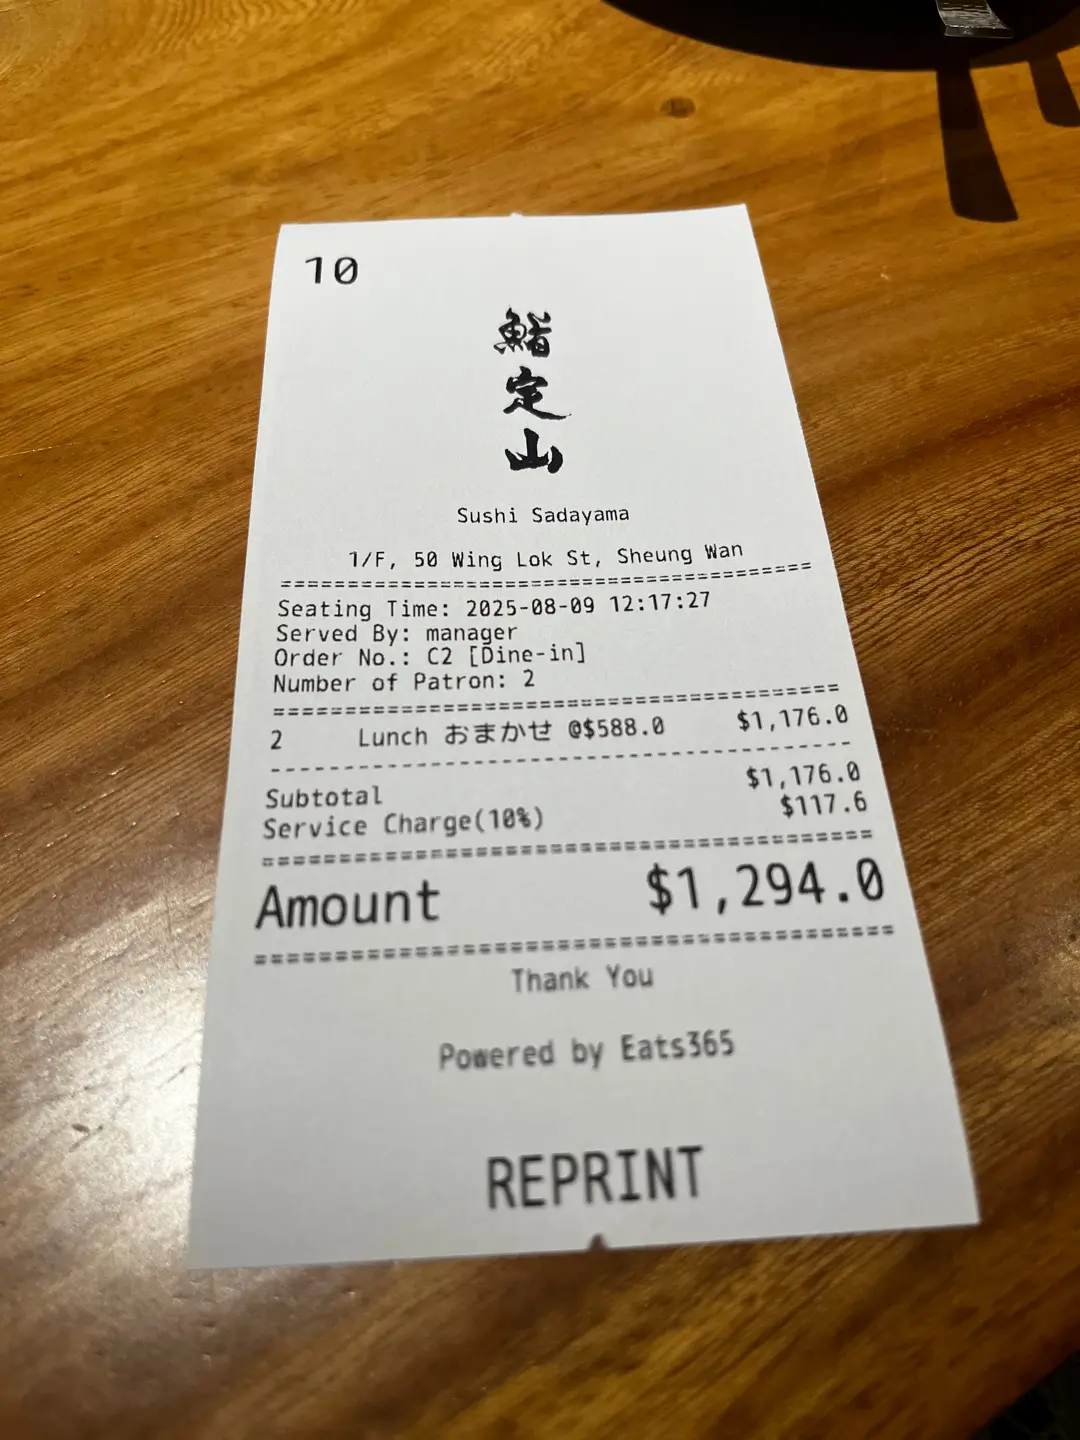 10
鮨
定
山
Sushi Sadayama
1/F, 50 Wing Lok St, Sheung Wan
========================================
Seating Time: 2025-08-09 12:17:27
Served By: manager
Order No.: C2 [Dine-in]
Number of Patron: 2
========================================
2 Lunch おまかせ @$588.0 $1,176.0
----------------------------------------
Subtotal $1,176.0
Service Charge(10%) $117.6
========================================
Amount $1,294.0
========================================
Thank You
Powered by Eats365
REPRINT